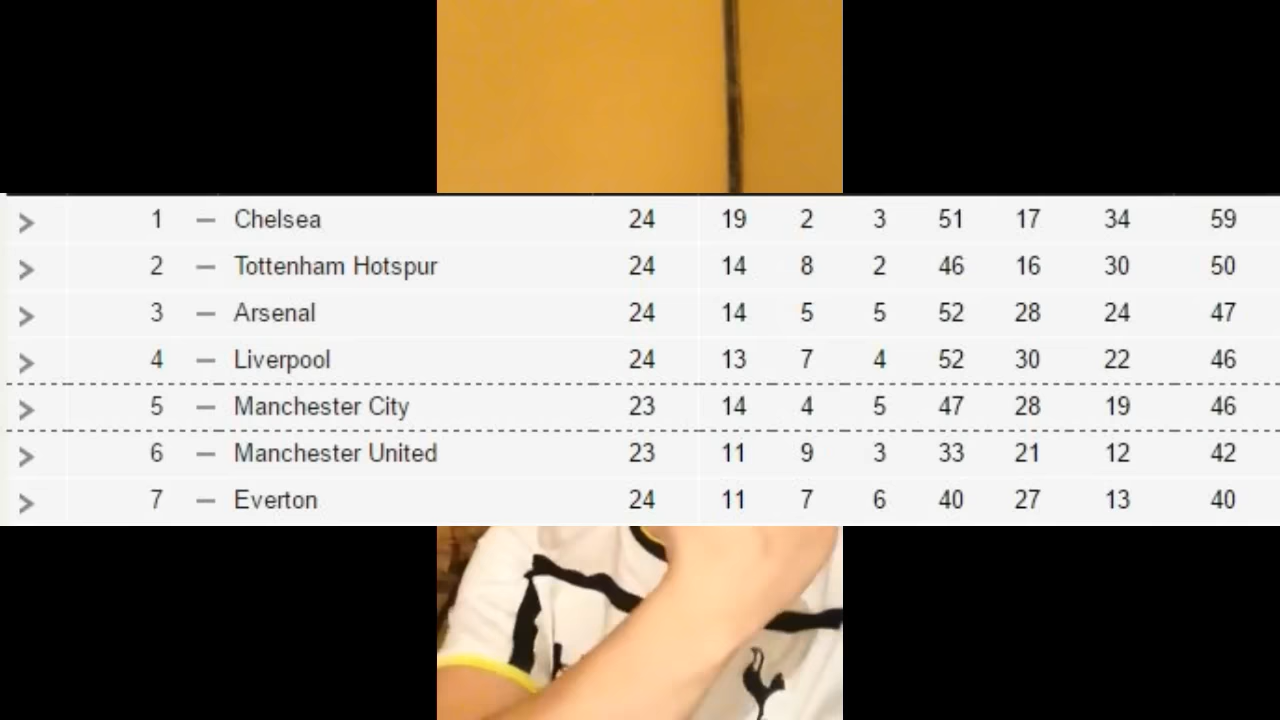 1 — Chelsea 24 19 2 3 51 17 34 59
2 — Tottenham Hotspur 24 14 8 2 46 16 30 50
3 — Arsenal 24 14 5 5 52 28 24 47
4 — Liverpool 24 13 7 4 52 30 22 46
5 — Manchester City 23 14 4 5 47 28 19 46
6 — Manchester United 23 11 9 3 33 21 12 42
7 — Everton 24 11 7 6 40 27 13 40